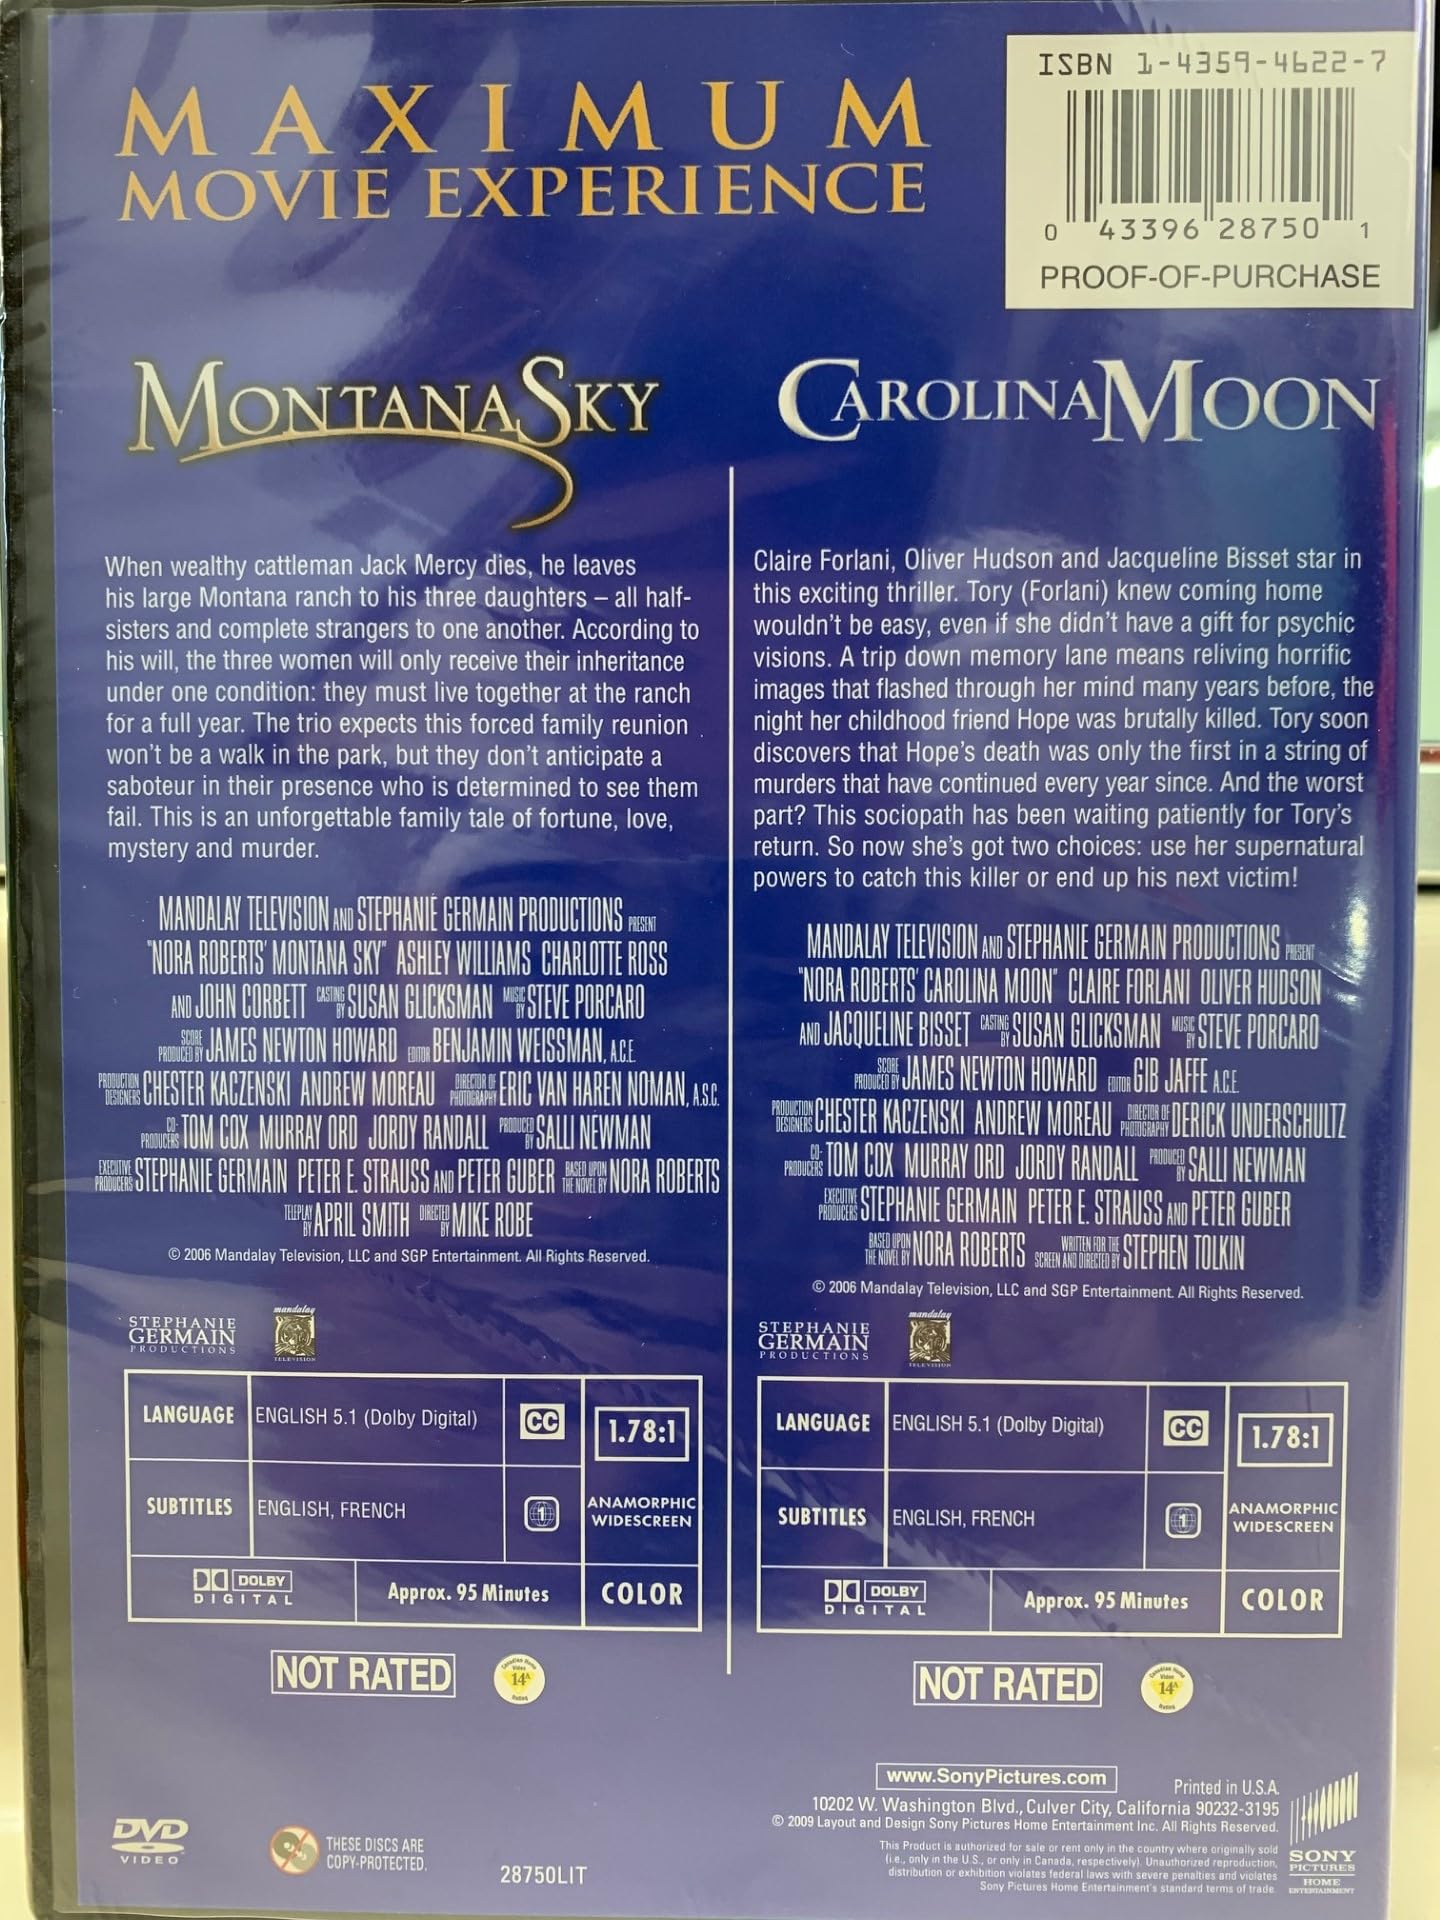 MAXIMUM
MOVIE EXPERIENCE
ISBN 1-4359-4622-7
0 43396 28750 1
PROOF-OF-PURCHASE
MONTANA SKY
When wealthy cattleman Jack Mercy dies, he leaves
his large Montana ranch to his three daughters – all half-
sisters and complete strangers to one another. According to
his will, the three women will only receive their inheritance
under one condition: they must live together at the ranch
for a full year. The trio expects this forced family reunion
won't be a walk in the park, but they don't anticipate a
saboteur in their presence who is determined to see them
fail. This is an unforgettable family tale of fortune, love,
mystery and murder.
MANDALAY TELEVISION AND STEPHANIE GERMAIN PRODUCTIONS PRESENT
"NORA ROBERTS' MONTANA SKY" ASHLEY WILLIAMS CHARLOTTE ROSS
AND JOHN CORBETT CASTING BY SUSAN GLICKSMAN MUSIC BY STEVE PORCARO
SCORE PRODUCED BY JAMES NEWTON HOWARD EDITOR BENJAMIN WEISSMAN, A.C.E.
PRODUCTION DESIGNERS CHESTER KACZENSKI ANDREW MOREAU DIRECTOR OF PHOTOGRAPHY ERIC VAN HAREN NOMAN, A.S.C.
CO-PRODUCERS TOM COX MURRAY ORD JORDY RANDALL PRODUCED BY SALLI NEWMAN
EXECUTIVE PRODUCERS STEPHANIE GERMAIN PETER E. STRAUSS AND PETER GUBER BASED UPON THE NOVEL BY NORA ROBERTS
TELEPLAY BY APRIL SMITH DIRECTED BY MIKE ROBE
© 2006 Mandalay Television, LLC and SGP Entertainment. All Rights Reserved.
STEPHANIE
GERMAIN
PRODUCTIONS
mandalay
TELEVISION
LANGUAGE ENGLISH 5.1 (Dolby Digital) CC 1.78:1
SUBTITLES ENGLISH, FRENCH 1 ANAMORPHIC
WIDESCREEN
DOLBY
DIGITAL
Approx. 95 Minutes COLOR
NOT RATED
Canadian Home
Video
14A
Rated
CAROLINA MOON
Claire Forlani, Oliver Hudson and Jacqueline Bisset star in
this exciting thriller. Tory (Forlani) knew coming home
wouldn't be easy, even if she didn't have a gift for psychic
visions. A trip down memory lane means reliving horrific
images that flashed through her mind many years before, the
night her childhood friend Hope was brutally killed. Tory soon
discovers that Hope's death was only the first in a string of
murders that have continued every year since. And the worst
part? This sociopath has been waiting patiently for Tory's
return. So now she's got two choices: use her supernatural
powers to catch this killer or end up his next victim!
MANDALAY TELEVISION AND STEPHANIE GERMAIN PRODUCTIONS PRESENT
"NORA ROBERTS' CAROLINA MOON" CLAIRE FORLANI OLIVER HUDSON
AND JACQUELINE BISSET CASTING BY SUSAN GLICKSMAN MUSIC BY STEVE PORCARO
SCORE PRODUCED BY JAMES NEWTON HOWARD EDITOR GIB JAFFE A.C.E.
PRODUCTION DESIGNERS CHESTER KACZENSKI ANDREW MOREAU DIRECTOR OF PHOTOGRAPHY DERICK UNDERSCHULTZ
CO-PRODUCERS TOM COX MURRAY ORD JORDY RANDALL PRODUCED BY SALLI NEWMAN
EXECUTIVE PRODUCERS STEPHANIE GERMAIN PETER E. STRAUSS AND PETER GUBER
BASED UPON THE NOVEL BY NORA ROBERTS WRITTEN FOR THE SCREEN AND DIRECTED BY STEPHEN TOLKIN
© 2006 Mandalay Television, LLC and SGP Entertainment. All Rights Reserved.
STEPHANIE
GERMAIN
PRODUCTIONS
mandalay
TELEVISION
LANGUAGE ENGLISH 5.1 (Dolby Digital) CC 1.78:1
SUBTITLES ENGLISH, FRENCH 1 ANAMORPHIC
WIDESCREEN
DOLBY
DIGITAL
Approx. 95 Minutes COLOR
NOT RATED
Canadian Home
Video
14A
Rated
DVD
VIDEO
THESE DISCS ARE
COPY-PROTECTED.
28750LIT
www.SonyPictures.com
Printed in U.S.A.
10202 W. Washington Blvd., Culver City, California 90232-3195
© 2009 Layout and Design Sony Pictures Home Entertainment Inc. All Rights Reserved.
This Product is authorized for sale or rent only in the country where originally sold
(i.e., only in the U.S., or only in Canada, respectively). Unauthorized reproduction,
distribution or exhibition violates federal laws with severe penalties and violates
Sony Pictures Home Entertainment's standard terms of trade.
SONY
PICTURES
HOME
ENTERTAINMENT